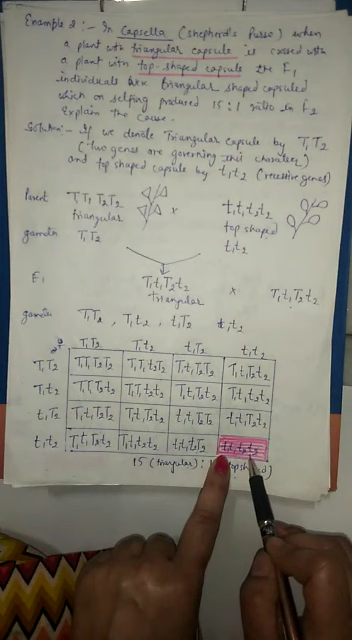 Example 2:- In Capsella (Shepherd's Purse) when
a plant with triangular capsule is crossed with
a plant with top-shaped capsule the F₁
individuals triangular shaped capsules
which on selfing produced 15:1 ratio in F₂
Explain the cause.
Solution:- If we denote Triangular capsule by T₁T₂
(two genes are governing this character)
and top shaped capsule by t₁t₂ (recessive genes)
Parent T₁T₁T₂T₂ x t₁t₁t₂t₂
triangular top shaped
gametes T₁T₂ t₁t₂
F₁ T₁t₁T₂t₂ x T₁t₁T₂t₂
triangular
gametes T₁T₂, T₁t₂, t₁T₂ t₁t₂
♀ ♂ T₁T₂ T₁t₂ t₁T₂ t₁t₂
T₁T₂ T₁T₁T₂T₂ T₁T₁T₂t₂ T₁t₁T₂T₂ T₁t₁T₂t₂
T₁t₂ T₁T₁T₂t₂ T₁T₁t₂t₂ T₁t₁T₂t₂ T₁t₁t₂t₂
t₁T₂ T₁t₁T₂T₂ T₁t₁T₂t₂ t₁t₁T₂T₂ t₁t₁T₂t₂
t₁t₂ T₁t₁T₂t₂ T₁t₁t₂t₂ t₁t₁t₂T₂ t₁t₁t₂t₂
15 (triangular) : shaped)